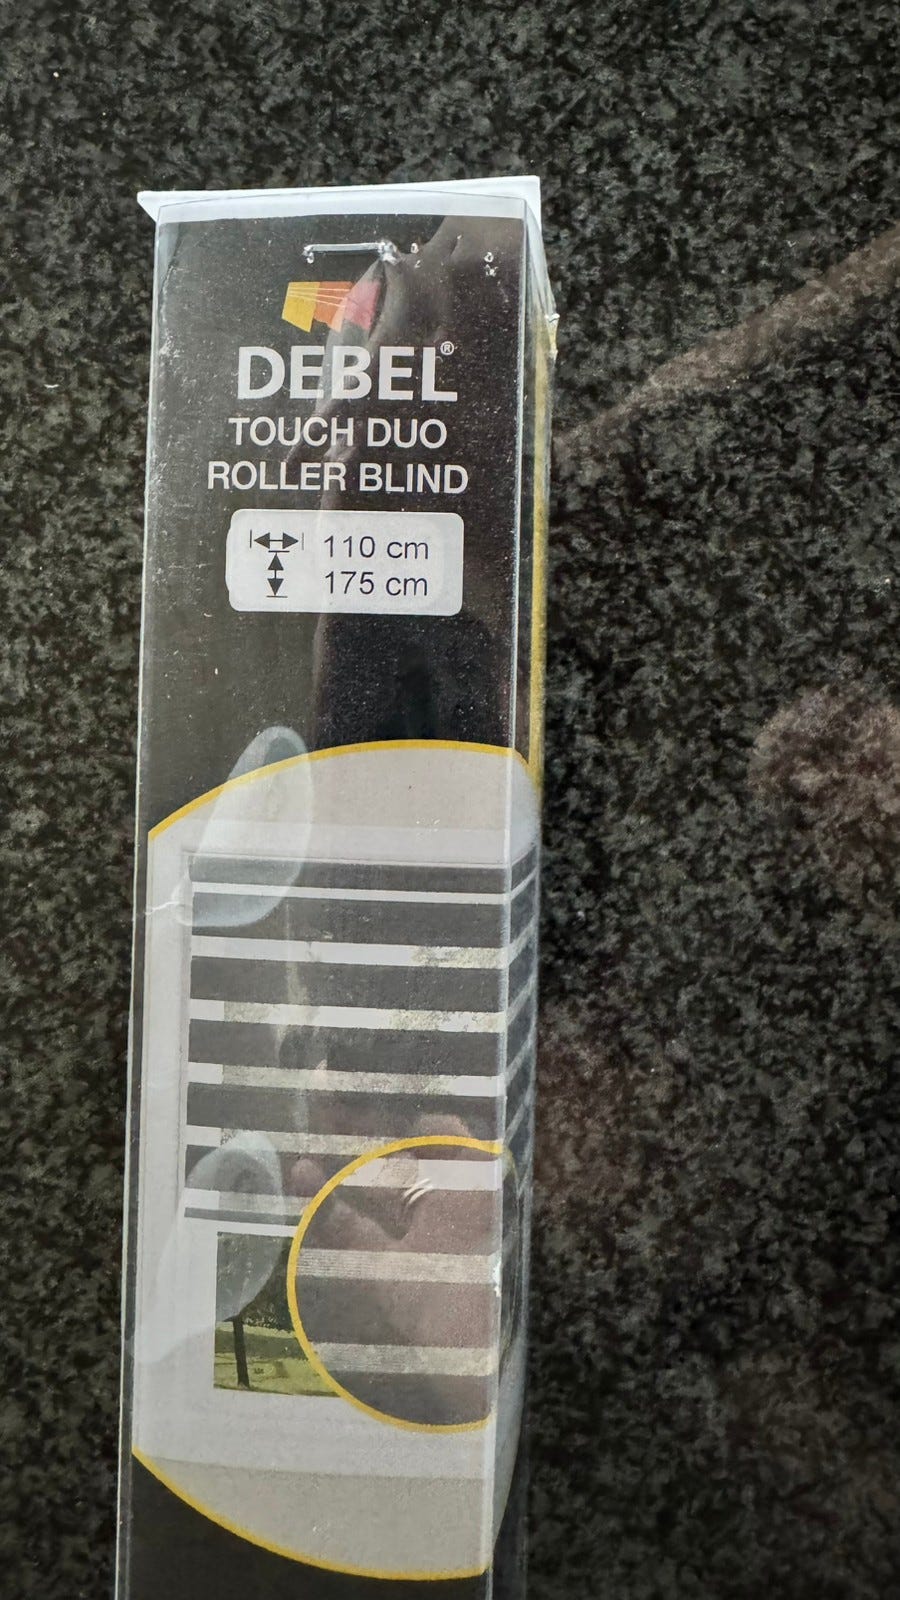 DEBEL®
TOUCH DUO
ROLLER BLIND
110 cm
175 cm